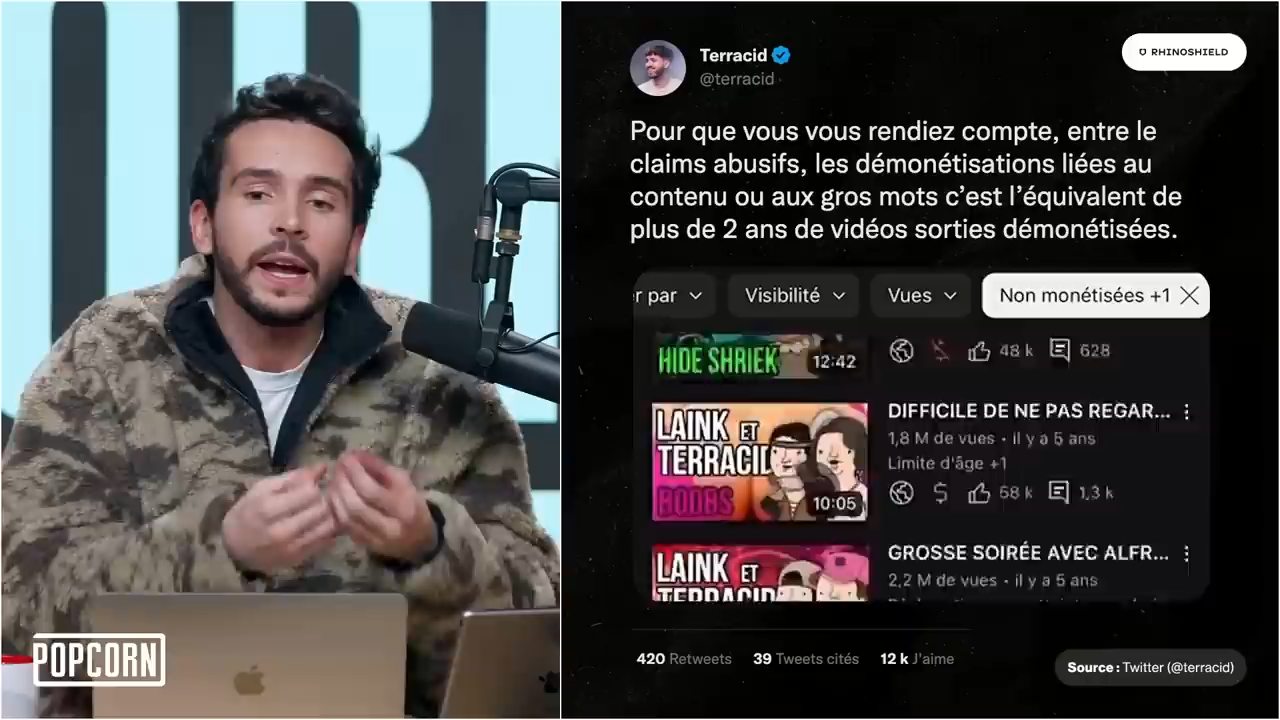 POPCORN
Terracid
@terracid
RHINOSHIELD
Pour que vous vous rendiez compte, entre le
claims abusifs, les démonétisations liées au
contenu ou aux gros mots c’est l’équivalent de
plus de 2 ans de vidéos sorties démonétisées.
r par
Visibilité
Vues
Non monétisées +1
HIDE SHRIEK
12:42
48 k
628
LAINK ET
TERRACID
BOOBS
10:05
DIFFICILE DE NE PAS REGAR...
1,8 M de vues • il y a 5 ans
Limite d'âge +1
58 k
1,3 k
LAINK ET
TERRACID
GROSSE SOIRÉE AVEC ALFR...
2,2 M de vues • il y a 5 ans
420 Retweets
39 Tweets cités
12 k J’aime
Source : Twitter (@terracid)